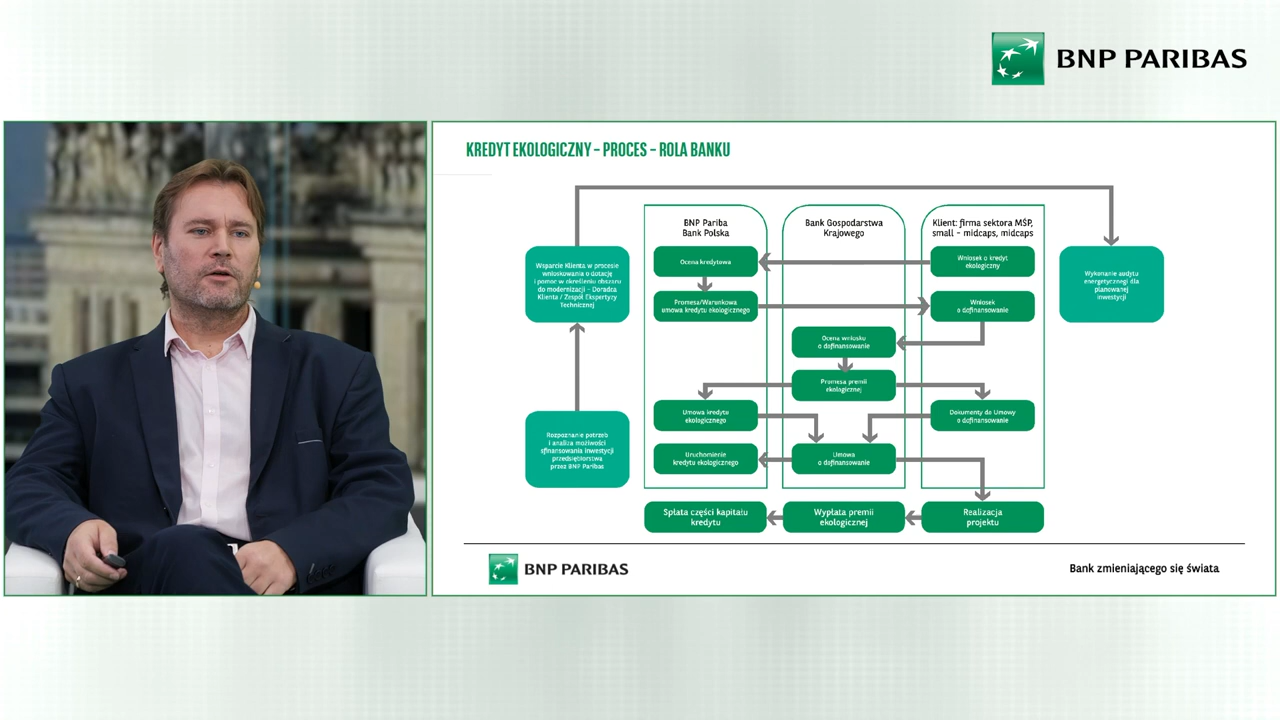 BNP PARIBAS
KREDYT EKOLOGICZNY – PROCES – ROLA BANKU
BNP Pariba
Bank Polska
Bank Gospodarstwa
Krajowego
Klient: firma sektora MŚP,
small – midcaps, midcaps
Wsparcie Klienta w procesie
wnioskowania o dotację
i pomoc w określeniu obszaru
do modernizacji – Doradca
Klienta / Zespół Ekspertyzy
Technicznej
Ocena kredytowa
Wniosek o kredyt
ekologiczny
Wykonanie audytu
energetycznego dla
planowanej
inwestycji
Promesa/Warunkowa
umowa kredytu ekologicznego
Wniosek
o dofinansowanie
Ocena wniosku
o dofinansowanie
Promesa premii
ekologicznej
Rozpoznanie potrzeb
i analiza możliwości
sfinansowania inwestycji
przedsiębiorstwa
przez BNP Paribas
Umowa kredytu
ekologicznego
Dokumenty do Umowy
o dofinansowanie
Uruchomienie
kredytu ekologicznego
Umowa
o dofinansowanie
Spłata części kapitału
kredytu
Wypłata premii
ekologicznej
Realizacja
projektu
BNP PARIBAS
Bank zmieniającego się świata